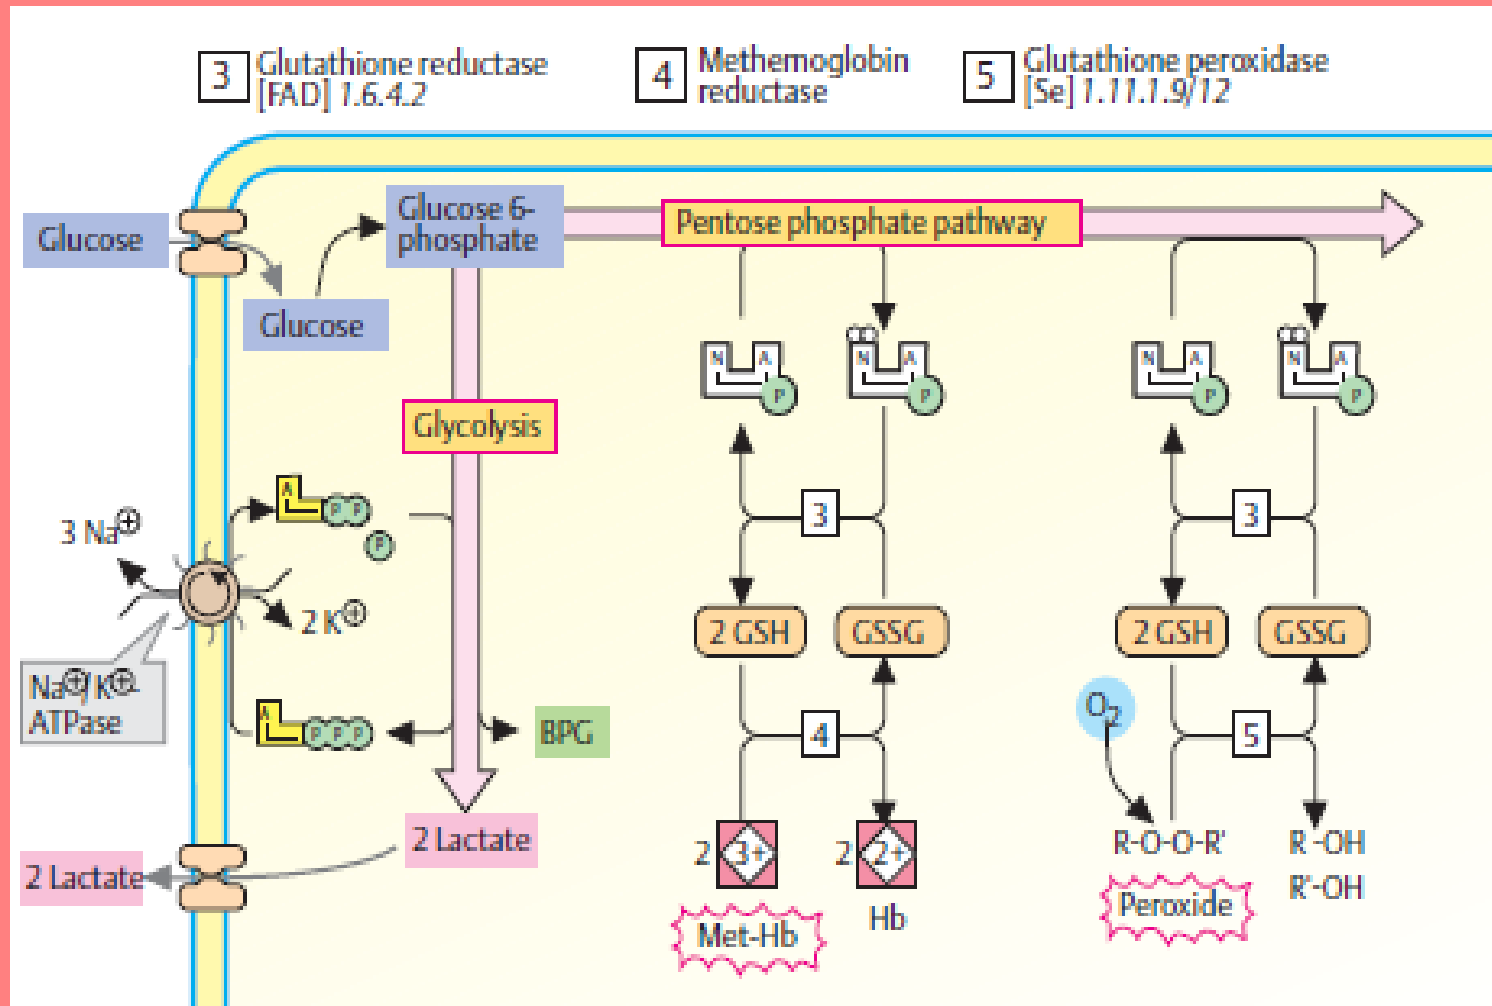 3 Glutathione reductase
[FAD] 1.6.4.2
4 Methemoglobin
reductase
5 Glutathione peroxidase
[Se] 1.11.1.9/12
Glucose
Glucose 6-
phosphate
Pentose phosphate pathway
Glucose
N A
P
N A
P
N A
P
N A
P
Glycolysis
A
P P
P
3 Na⊕
3
3
2 K⊕
2 GSH
GSSG
2 GSH
GSSG
Na⊕/K⊕-
ATPase
A
P P P
BPG
4
O2
5
2 Lactate
2 3+
2 2+
R-O-O-R'
R-OH
R'-OH
2 Lactate
Met-Hb
Hb
Peroxide